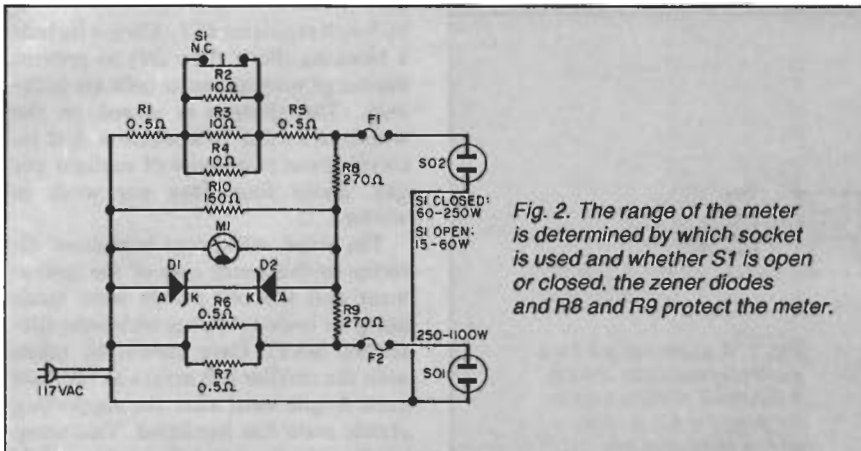 S1
N.C.
R2
10Ω
R1
0.5Ω
R3
10Ω
R5
0.5Ω
F1
R4
10Ω
SO2
R8
270Ω
R10
150Ω
S1 CLOSED:
60-250W
S1 OPEN:
15-60W
M1
D1
D2
A K
K A
R6
0.5Ω
R9
270Ω
F2
250-1100W
R7
0.5Ω
SO1
117VAC
Fig. 2. The range of the meter
is determined by which socket
is used and whether S1 is open
or closed. the zener diodes
and R8 and R9 protect the meter.